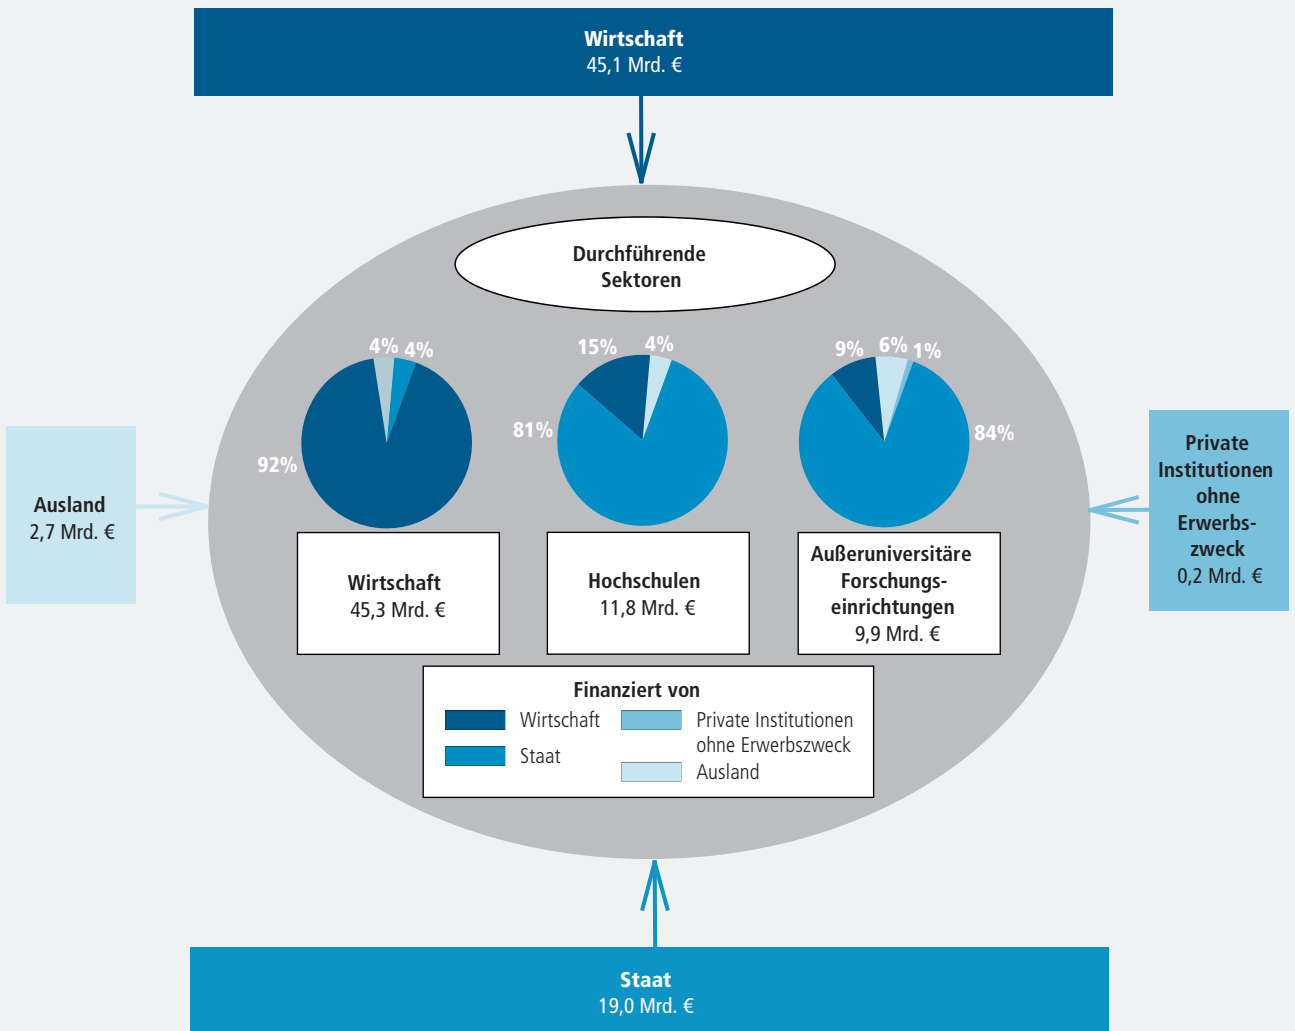 Wirtschaft
45,1 Mrd. €
Durchführende
Sektoren
4% 4%
92%
15% 4%
81%
9% 6% 1%
84%
Ausland
2,7 Mrd. €
Private
Institutionen
ohne
Erwerbs-
zweck
0,2 Mrd. €
Wirtschaft
45,3 Mrd. €
Hochschulen
11,8 Mrd. €
Außeruniversitäre
Forschungs-
einrichtungen
9,9 Mrd. €
Finanziert von
Wirtschaft
Staat
Private Institutionen
ohne Erwerbszweck
Ausland
Staat
19,0 Mrd. €